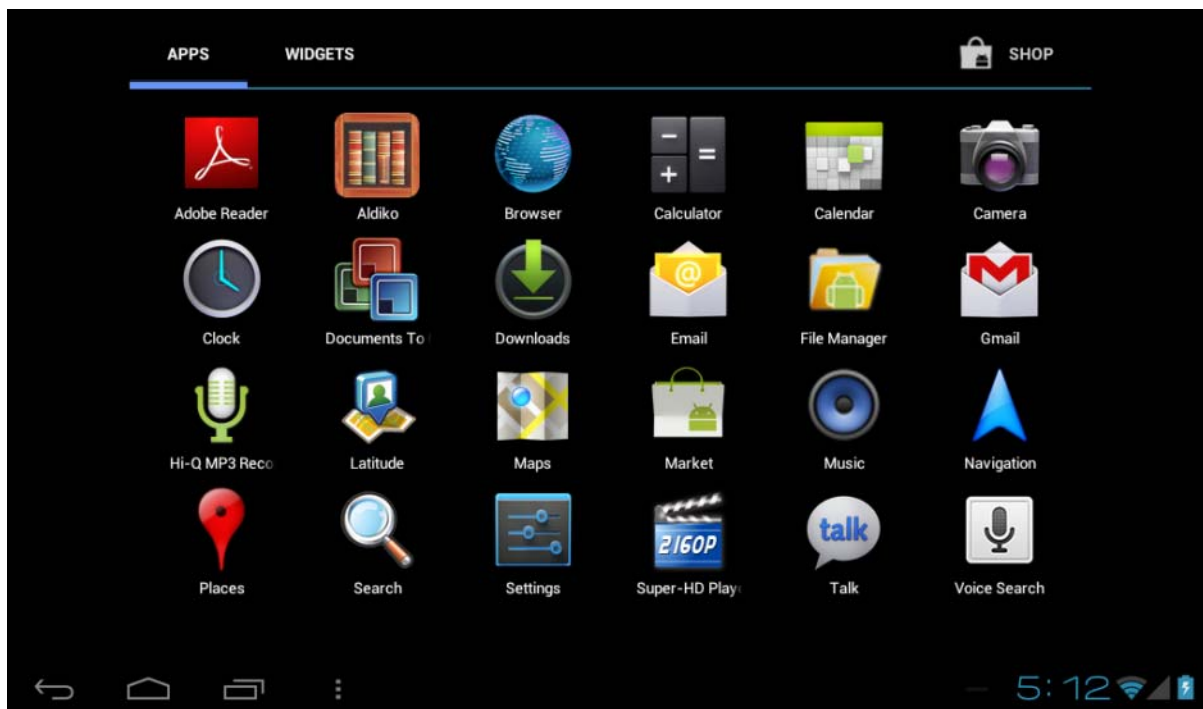 APPS WIDGETS SHOP
Adobe Reader Aldiko Browser Calculator Calendar Camera
Clock Documents To Downloads Email File Manager Gmail
Hi-Q MP3 Reco Latitude Maps Market Music Navigation
2160P talk
Places Search Settings Super-HD Play Talk Voice Search
5:12